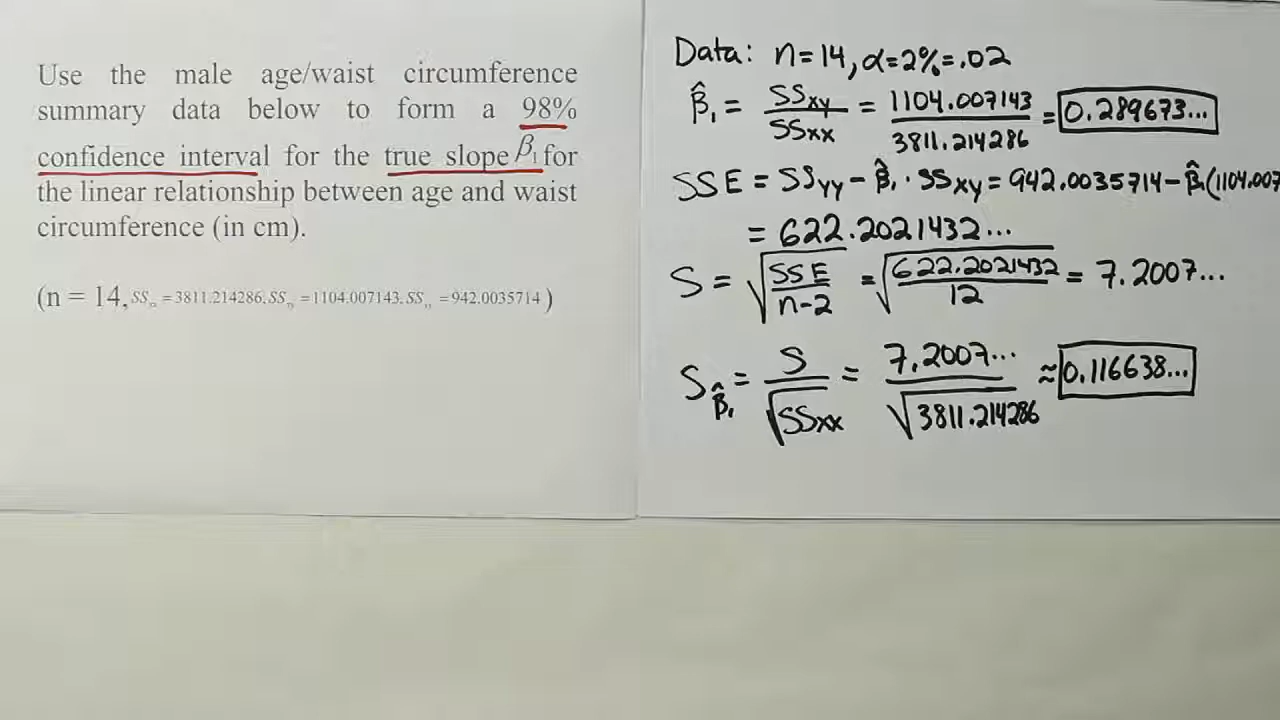 Use the male age/waist circumference
summary data below to form a 98%
confidence interval for the true slope β₁ for
the linear relationship between age and waist
circumference (in cm).
(n = 14, SS = 3811.214286, SS = 1104.007143, SS = 942.0035714)
Data: n=14, α=2%=.02
β̂₁ = SSxy / SSxx = 1104.007143 / 3811.214286 = 0.289673...
SSE = SSyy - β̂₁ · SSxy = 942.0035714 - β̂₁(1104.007
= 622.2021432...
S = √(SSE / n-2) = √(622.2021432 / 12) = 7.2007...
S β̂₁ = S / √SSxx = 7.2007... / √3811.214286 ≈ 0.116638...